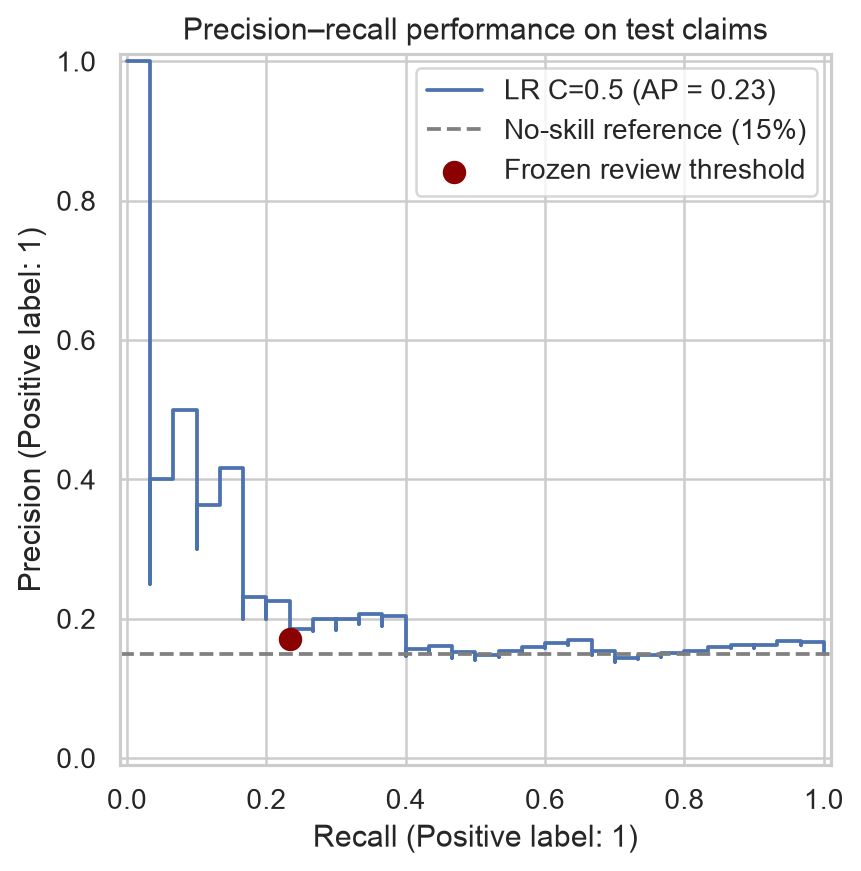 Precision–recall performance on test claims
LR C=0.5 (AP = 0.23)
No-skill reference (15%)
Frozen review threshold
Precision (Positive label: 1)
1.0
0.8
0.6
0.4
0.2
0.0
0.0 0.2 0.4 0.6 0.8 1.0
Recall (Positive label: 1)